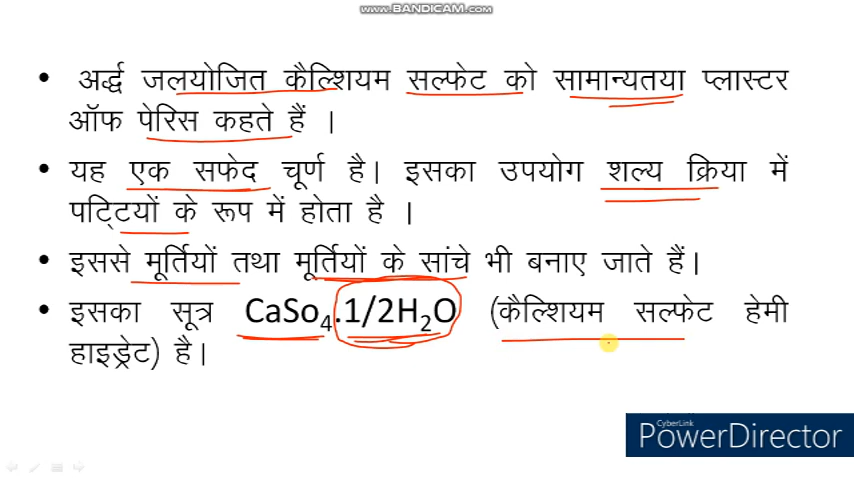 WWW.BANDICAM.COM
• अर्द्ध जलयोजित कैल्शियम सल्फेट को सामान्यतया प्लास्टर
ऑफ पेरिस कहते हैं ।
• यह एक सफेद चूर्ण है। इसका उपयोग शल्य क्रिया में
पट्टियों के रूप में होता है ।
• इससे मूर्तियों तथा मूर्तियों के सांचे भी बनाए जाते हैं।
• इसका सूत्र CaSo₄.1/2H₂O (कैल्शियम सल्फेट हेमी
हाइड्रेट) है।
CyberLink
PowerDirector